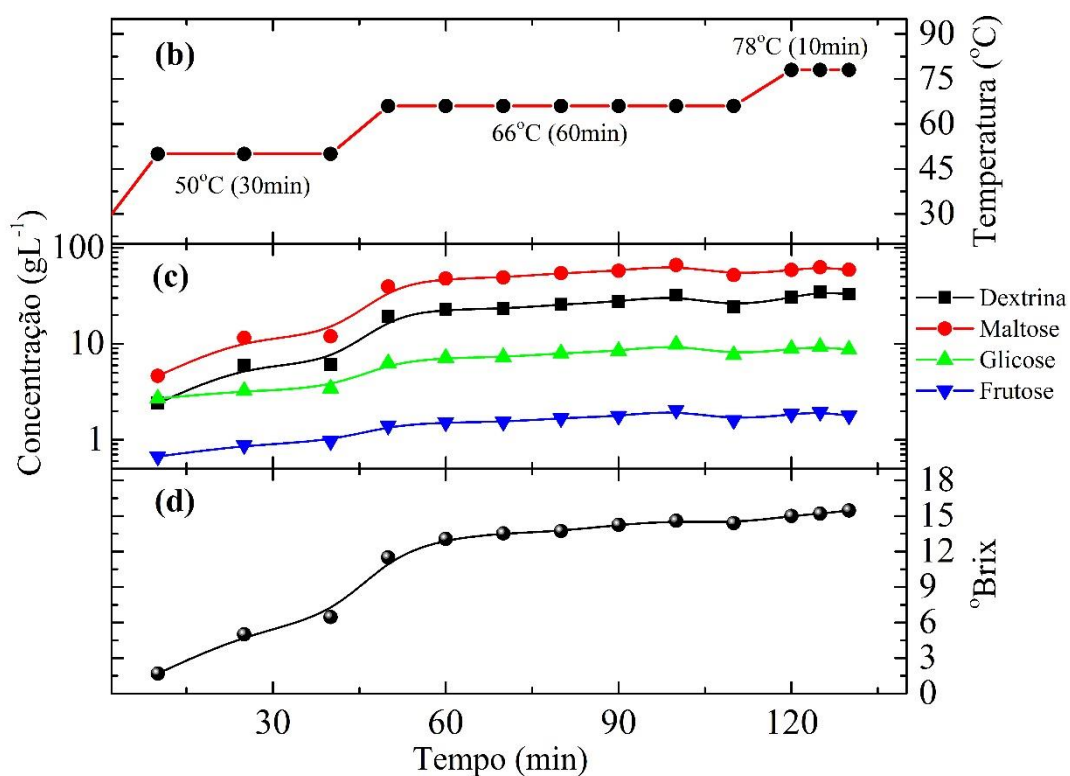 (b)
78°C (10min)
66°C (60min)
50°C (30min)
90
75
60
45
30
Temperatura (°C)
(c)
100
10
1
Concentração (gL⁻¹)
Dextrina
Maltose
Glicose
Frutose
(d)
18
15
12
9
6
3
0
°Brix
30
60
90
120
Tempo (min)